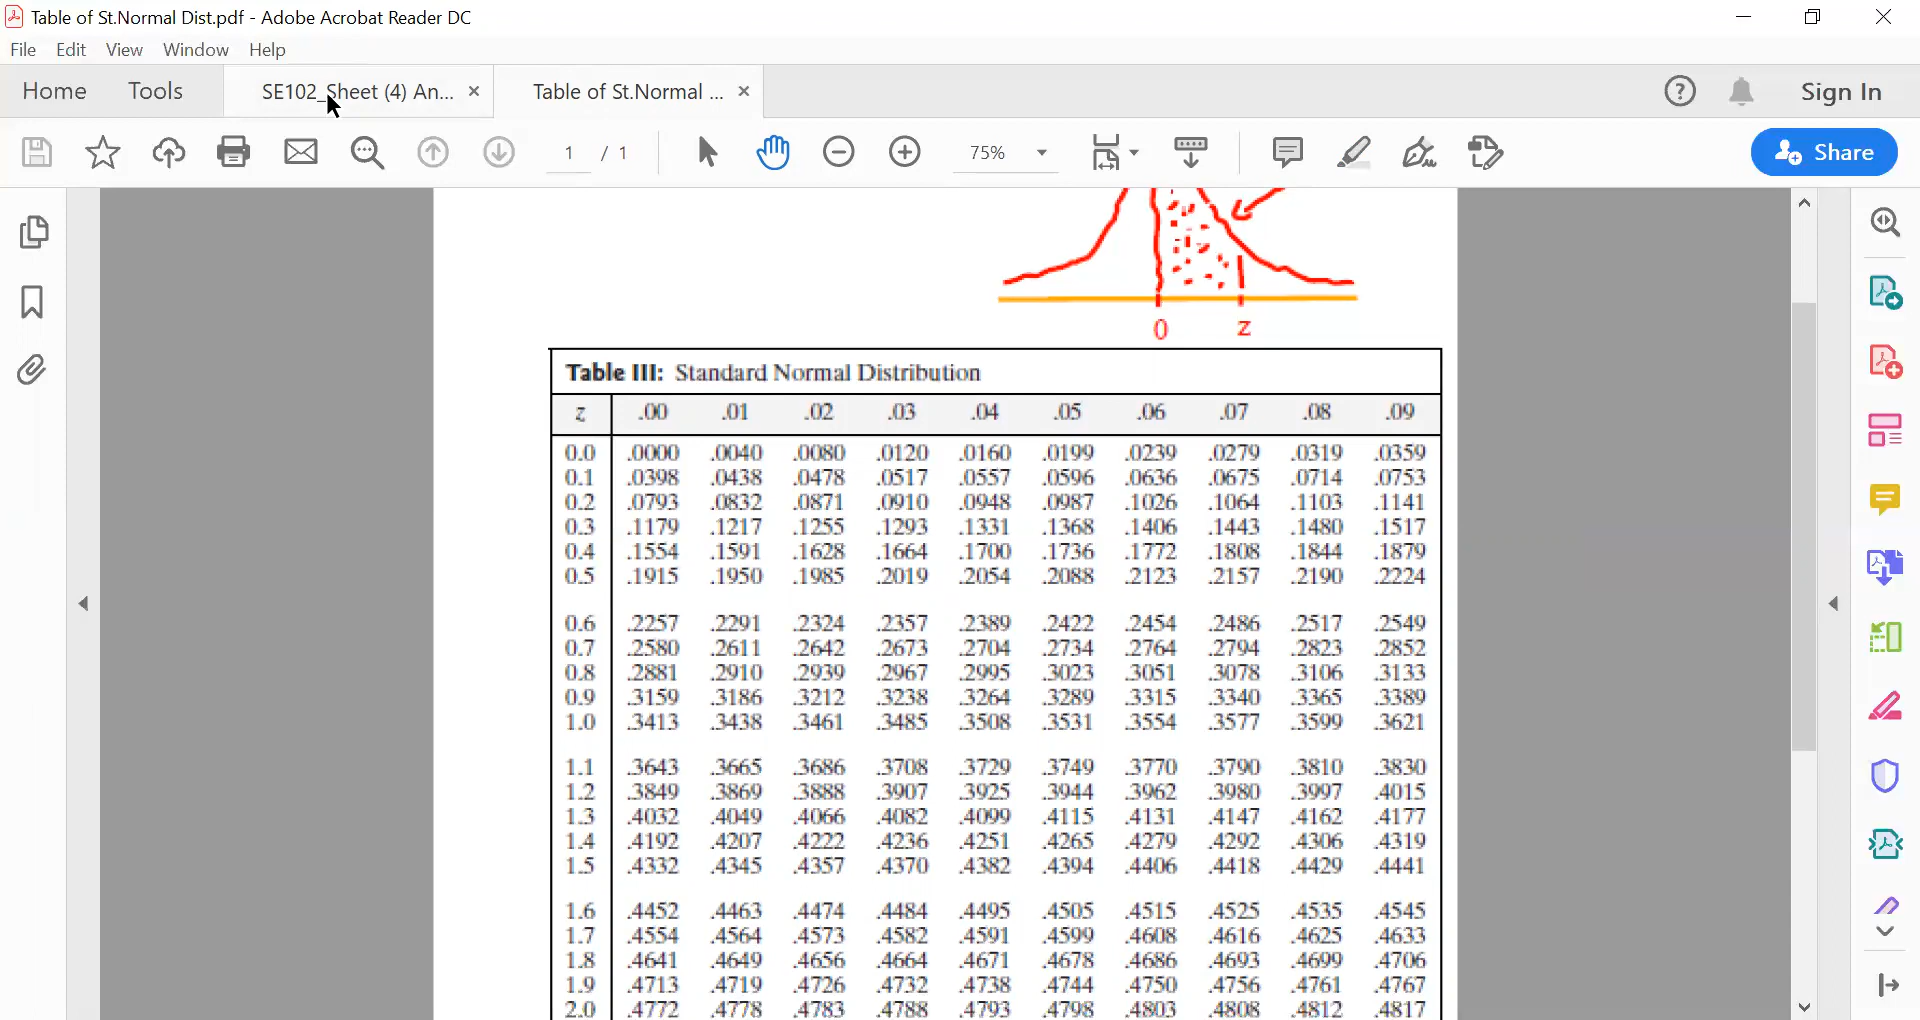 Table of St.Normal Dist.pdf - Adobe Acrobat Reader DC
File Edit View Window Help
Home Tools SE102_Sheet (4) An... × Table of St.Normal ... × ? Sign In
1 / 1 75% Share
0 z
Table III: Standard Normal Distribution
z .00 .01 .02 .03 .04 .05 .06 .07 .08 .09
0.0 .0000 .0040 .0080 .0120 .0160 .0199 .0239 .0279 .0319 .0359
0.1 .0398 .0438 .0478 .0517 .0557 .0596 .0636 .0675 .0714 .0753
0.2 .0793 .0832 .0871 .0910 .0948 .0987 .1026 .1064 .1103 .1141
0.3 .1179 .1217 .1255 .1293 .1331 .1368 .1406 .1443 .1480 .1517
0.4 .1554 .1591 .1628 .1664 .1700 .1736 .1772 .1808 .1844 .1879
0.5 .1915 .1950 .1985 .2019 .2054 .2088 .2123 .2157 .2190 .2224
0.6 .2257 .2291 .2324 .2357 .2389 .2422 .2454 .2486 .2517 .2549
0.7 .2580 .2611 .2642 .2673 .2704 .2734 .2764 .2794 .2823 .2852
0.8 .2881 .2910 .2939 .2967 .2995 .3023 .3051 .3078 .3106 .3133
0.9 .3159 .3186 .3212 .3238 .3264 .3289 .3315 .3340 .3365 .3389
1.0 .3413 .3438 .3461 .3485 .3508 .3531 .3554 .3577 .3599 .3621
1.1 .3643 .3665 .3686 .3708 .3729 .3749 .3770 .3790 .3810 .3830
1.2 .3849 .3869 .3888 .3907 .3925 .3944 .3962 .3980 .3997 .4015
1.3 .4032 .4049 .4066 .4082 .4099 .4115 .4131 .4147 .4162 .4177
1.4 .4192 .4207 .4222 .4236 .4251 .4265 .4279 .4292 .4306 .4319
1.5 .4332 .4345 .4357 .4370 .4382 .4394 .4406 .4418 .4429 .4441
1.6 .4452 .4463 .4474 .4484 .4495 .4505 .4515 .4525 .4535 .4545
1.7 .4554 .4564 .4573 .4582 .4591 .4599 .4608 .4616 .4625 .4633
1.8 .4641 .4649 .4656 .4664 .4671 .4678 .4686 .4693 .4699 .4706
1.9 .4713 .4719 .4726 .4732 .4738 .4744 .4750 .4756 .4761 .4767
2.0 .4772 .4778 .4783 .4788 .4793 .4798 .4803 .4808 .4812 .4817